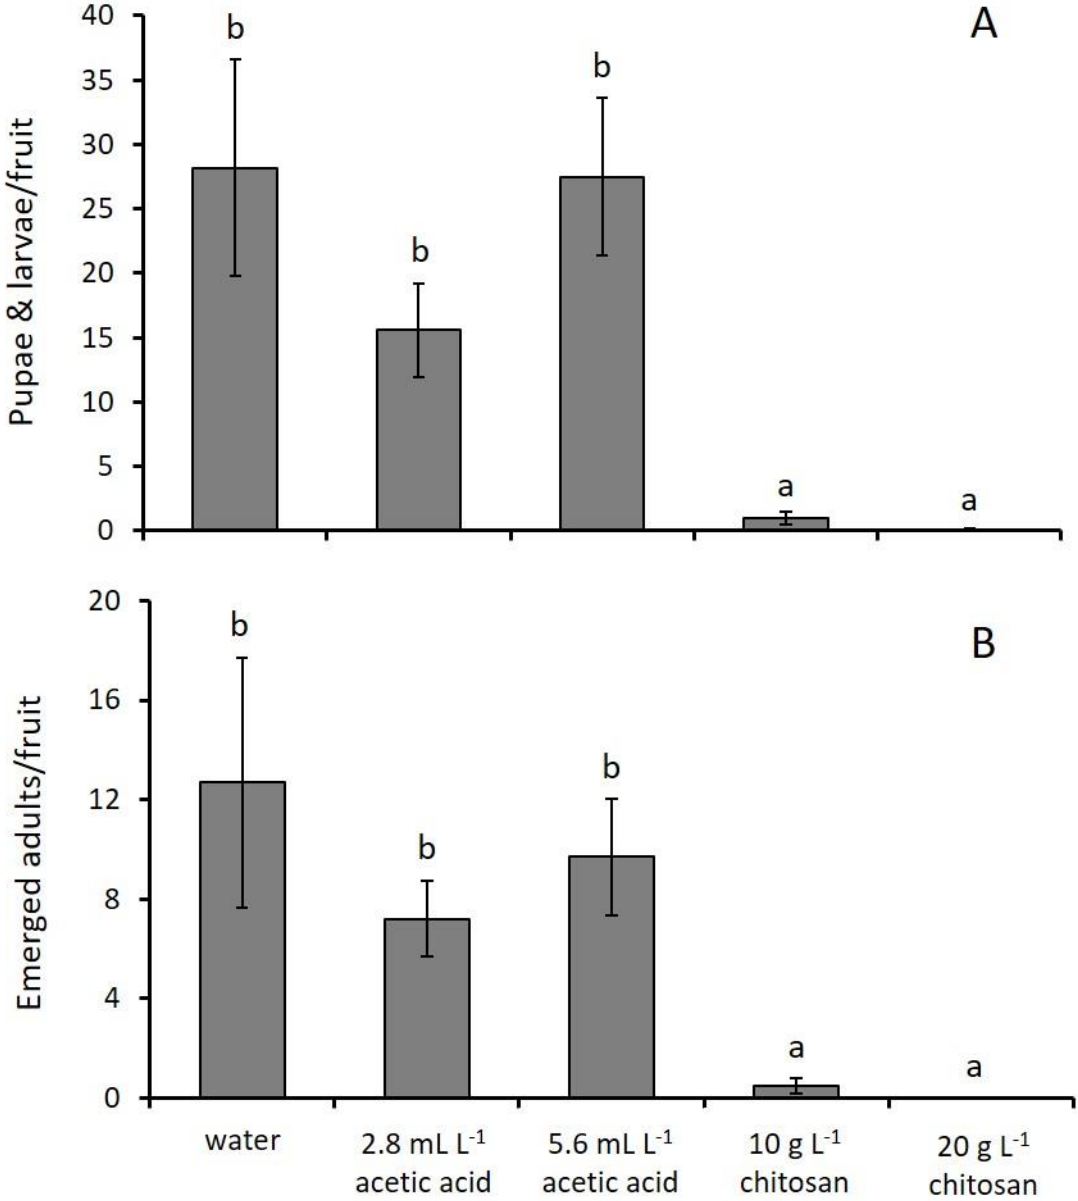 A
Pupae & larvae/fruit
40
35
30
25
20
15
10
5
0
b
b
b
a
a
B
Emerged adults/fruit
20
16
12
8
4
0
b
b
b
a
a
water
2.8 mL L⁻¹
acetic acid
5.6 mL L⁻¹
acetic acid
10 g L⁻¹
chitosan
20 g L⁻¹
chitosan